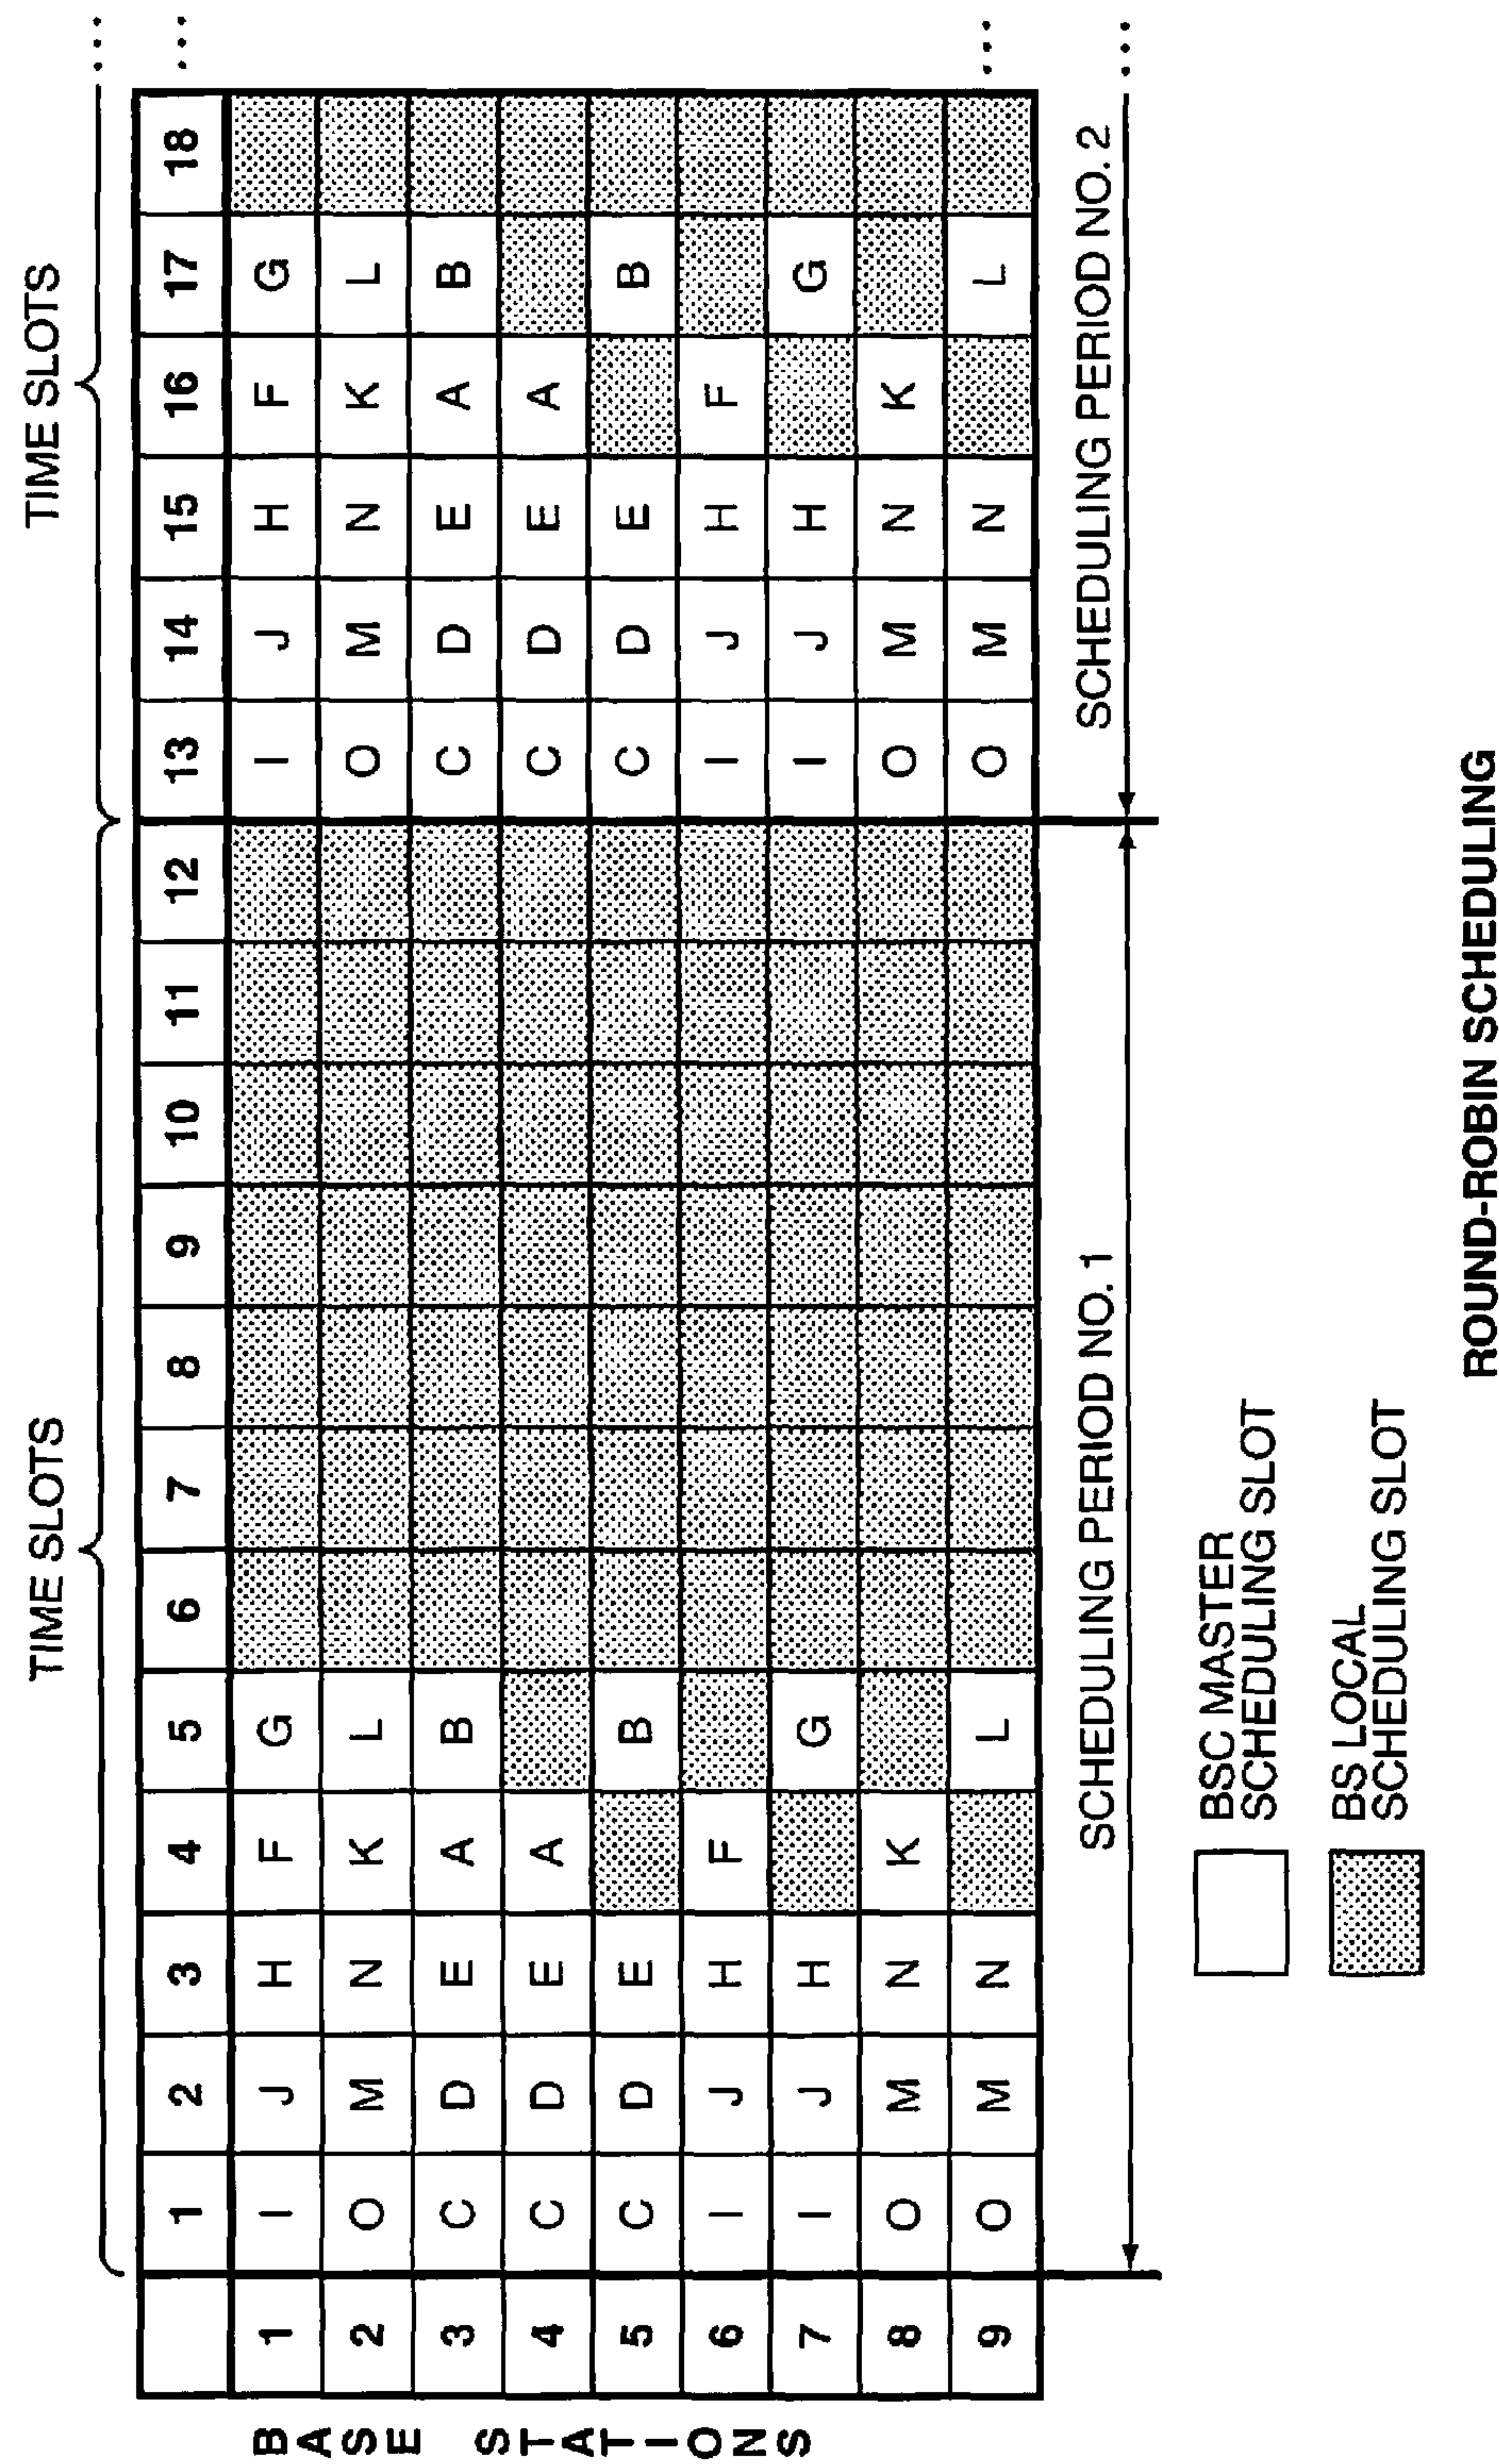 TIME SLOTS TIME SLOTS ...
1 2 3 4 5 6 7 8 9 10 11 12 13 14 15 16 17 18 ...
BASE STATIONS
1 I J H F G I J H F G
2 O M N K L O M N K L
3 C D E A B C D E A B
4 C D E A C D E A
5 C D E B C D E B
6 I J H F I J H F
7 I J H G I J H G
8 O M N K O M N K
9 O M N L O M N L ...
SCHEDULING PERIOD NO. 1 SCHEDULING PERIOD NO. 2 ...
BSC MASTER
SCHEDULING SLOT
BS LOCAL
SCHEDULING SLOT
ROUND-ROBIN SCHEDULING